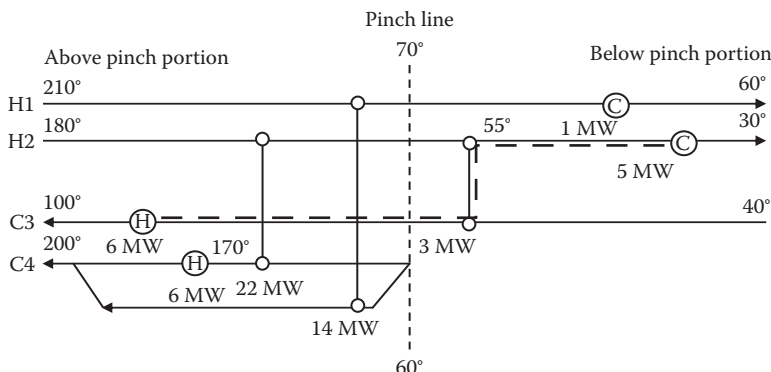 Pinch line
Above pinch portion 70° Below pinch portion
H1 210° 60°
C
1 MW
H2 180° 55° 30°
C
5 MW
C3 100° 40°
H
6 MW 3 MW
C4 200° H 170°
6 MW 22 MW
14 MW
60°